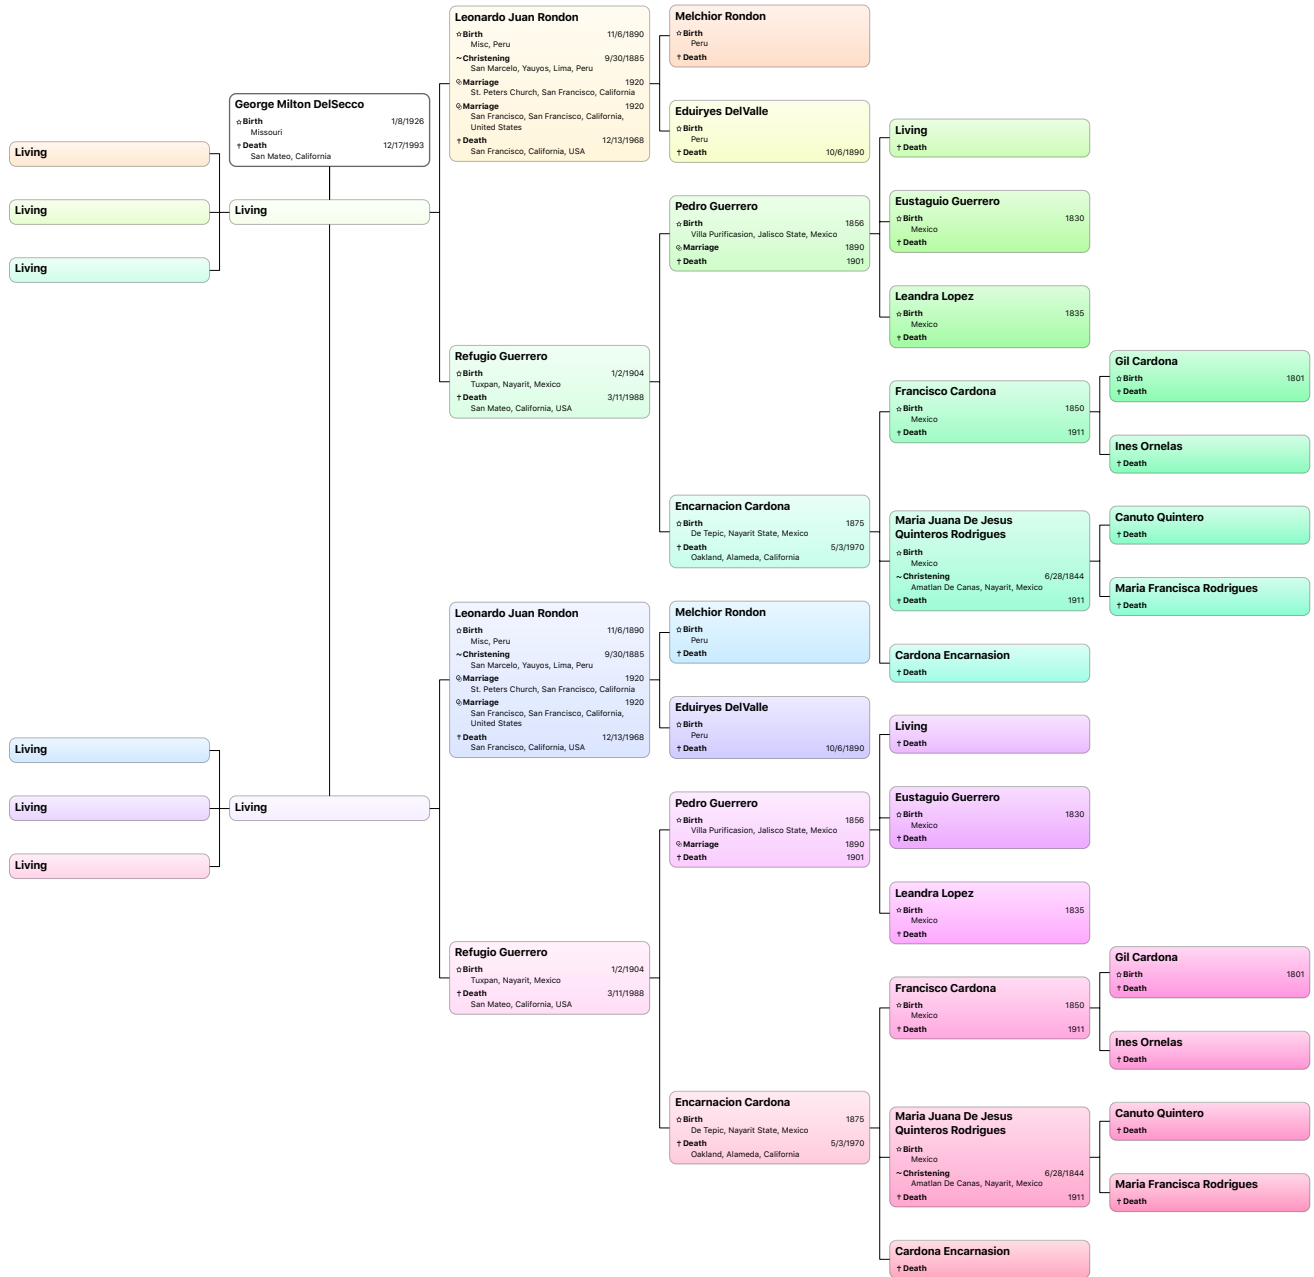 Living
Living
Living
George Milton DelSecco
☆Birth 1/8/1926
Missouri
†Death 12/17/1993
San Mateo, California
Living
Leonardo Juan Rondon
☆Birth 11/6/1890
Misc, Peru
~Christening 9/30/1885
San Marcelo, Yauyos, Lima, Peru
⚭Marriage 1920
St. Peters Church, San Francisco, California
⚭Marriage 1920
San Francisco, San Francisco, California,
United States
†Death 12/13/1968
San Francisco, California, USA
Refugio Guerrero
☆Birth 1/2/1904
Tuxpan, Nayarit, Mexico
†Death 3/11/1988
San Mateo, California, USA
Melchior Rondon
☆Birth
Peru
†Death
Eduiryes DelValle
☆Birth
Peru
†Death 10/6/1890
Pedro Guerrero
☆Birth 1856
Villa Purificasion, Jalisco State, Mexico
⚭Marriage 1890
†Death 1901
Encarnacion Cardona
☆Birth 1875
De Tepic, Nayarit State, Mexico
†Death 5/3/1970
Oakland, Alameda, California
Living
†Death
Eustaguio Guerrero
☆Birth 1830
Mexico
†Death
Leandra Lopez
☆Birth 1835
Mexico
†Death
Francisco Cardona
☆Birth 1850
Mexico
†Death 1911
Maria Juana De Jesus
Quinteros Rodrigues
☆Birth
Mexico
~Christening 6/28/1844
Amatlan De Canas, Nayarit, Mexico
†Death 1911
Cardona Encarnasion
†Death
Gil Cardona
☆Birth 1801
†Death
Ines Ornelas
†Death
Canuto Quintero
†Death
Maria Francisca Rodrigues
†Death
Living
Living
Living
Living
Leonardo Juan Rondon
☆Birth 11/6/1890
Misc, Peru
~Christening 9/30/1885
San Marcelo, Yauyos, Lima, Peru
⚭Marriage 1920
St. Peters Church, San Francisco, California
⚭Marriage 1920
San Francisco, San Francisco, California,
United States
†Death 12/13/1968
San Francisco, California, USA
Refugio Guerrero
☆Birth 1/2/1904
Tuxpan, Nayarit, Mexico
†Death 3/11/1988
San Mateo, California, USA
Melchior Rondon
☆Birth
Peru
†Death
Eduiryes DelValle
☆Birth
Peru
†Death 10/6/1890
Pedro Guerrero
☆Birth 1856
Villa Purificasion, Jalisco State, Mexico
⚭Marriage 1890
†Death 1901
Encarnacion Cardona
☆Birth 1875
De Tepic, Nayarit State, Mexico
†Death 5/3/1970
Oakland, Alameda, California
Living
†Death
Eustaguio Guerrero
☆Birth 1830
Mexico
†Death
Leandra Lopez
☆Birth 1835
Mexico
†Death
Francisco Cardona
☆Birth 1850
Mexico
†Death 1911
Maria Juana De Jesus
Quinteros Rodrigues
☆Birth
Mexico
~Christening 6/28/1844
Amatlan De Canas, Nayarit, Mexico
†Death 1911
Cardona Encarnasion
†Death
Gil Cardona
☆Birth 1801
†Death
Ines Ornelas
†Death
Canuto Quintero
†Death
Maria Francisca Rodrigues
†Death